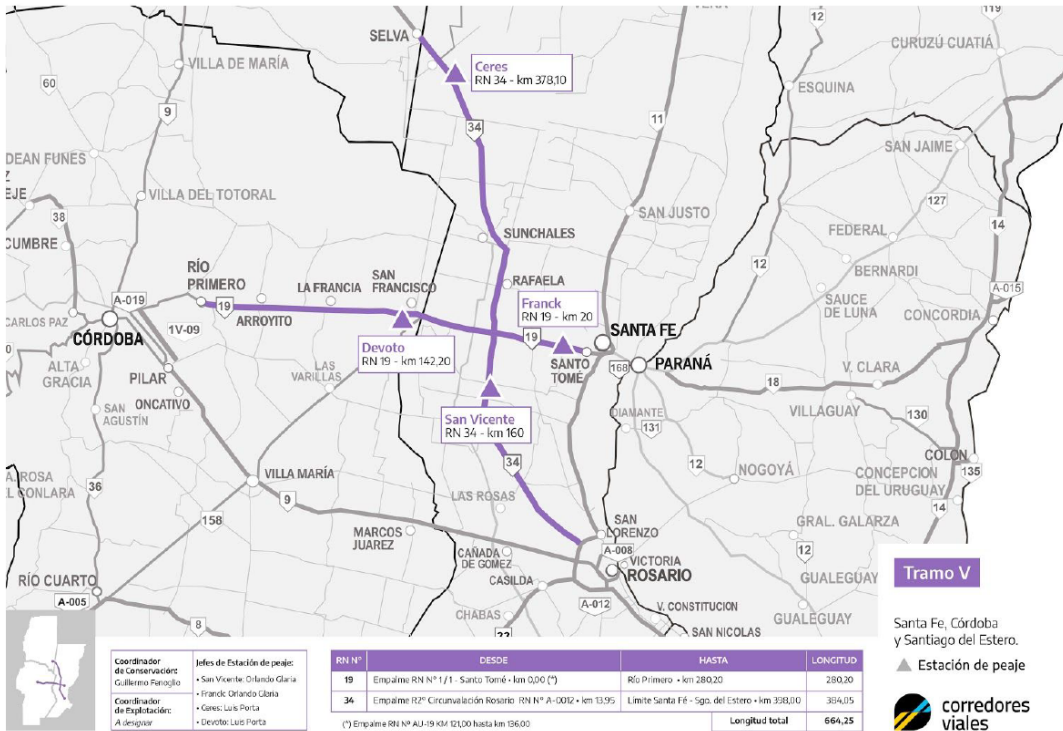 SELVA
Ceres
RN 34 - km 378,10
VILLA DE MARÍA
CURUZÚ CUATIÁ
119
12
60
9
34
11
ESQUINA
DEAN FUNES
SAN JAIME
EJE
VILLA DEL TOTORAL
127
38
SAN JUSTO
14
CUMBRE
SUNCHALES
FEDERAL
12
RÍO
PRIMERO
LA FRANCIA
SAN
FRANCISCO
RAFAELA
BERNARDI
A-019
Franck
RN 19 - km 20
SAUCE
DE LUNA
A-015
CARLOS PAZ
CÓRDOBA
19
ARROYITO
CONCORDIA
1V-09
Devoto
RN 19 - km 142,20
19
SANTA FE
ALTA
GRACIA
PILAR
LAS
VARILLAS
SANTO
TOMÉ
168
PARANÁ
V. CLARA
18
ONCATIVO
SAN
AGUSTÍN
San Vicente
RN 34 - km 160
DIAMANTE
131
VILLAGUAY
130
34
12
NOGOYÁ
COLÓN
135
VILLA MARÍA
LAS ROSAS
CONCEPCION
DEL URUGUAY
36
9
158
MARCOS
JUAREZ
SAN
LORENZO
GRAL. GALARZA
14
CAÑADA
DE GOMEZ
A-008
VICTORIA
12
RÍO CUARTO
ROSARIO
GUALEGUAY
Tramo V
A-005
CASILDA
A-012
V. CONSTITUCION
GUALEGUAY
8
CHABAS
33
SAN NICOLAS
Santa Fe, Córdoba
y Santiago del Estero.
Estación de peaje
corredores
viales
Coordinador
de Conservación:
Guillermo Fenoglio
Coordinador
de Explotación:
A designar
Jefes de Estación de peaje:
• San Vicente: Orlando Glaria
• Franck: Orlando Glaria
• Ceres: Luis Porta
• Devoto: Luis Porta
RN Nº DESDE HASTA LONGITUD
19 Empalme RN Nº 1 / 1 - Santo Tomé • km 0,00 (*) Río Primero • km 280,20 280,20
34 Empalme R2º Circunvalación Rosario RN Nº A-0012 • km 13,95 Límite Santa Fé - Sgo. del Estero • km 398,00 384,05
(*) Empalme RN Nº AU-19 KM 121,00 hasta km 136,00 Longitud total 664,25